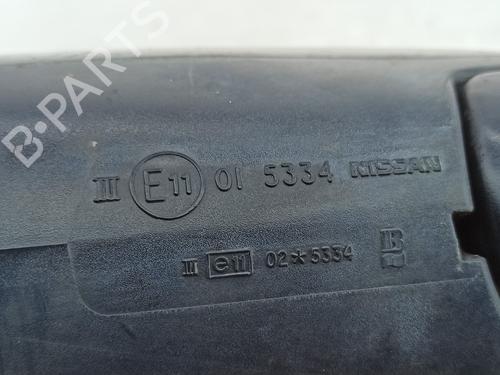 B-PARTS
III E11 01 5334 NISSAN
III e11 02*5334 B